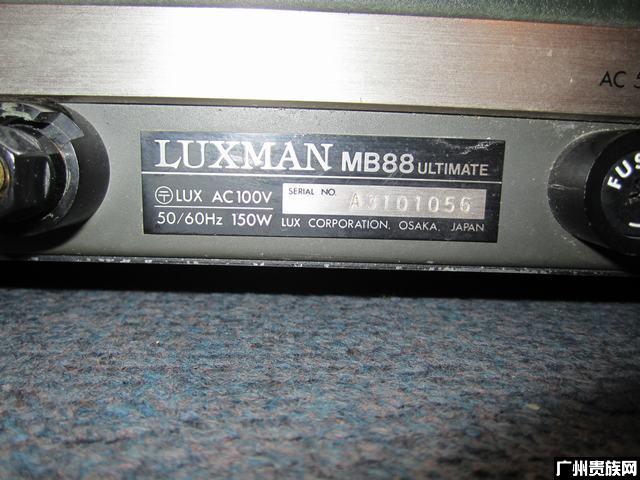 AC 5
LUXMAN MB88 ULTIMATE
LUX AC100V SERIAL NO. A3101056
50/60Hz 150W LUX CORPORATION, OSAKA, JAPAN
FUS
广州贵族网